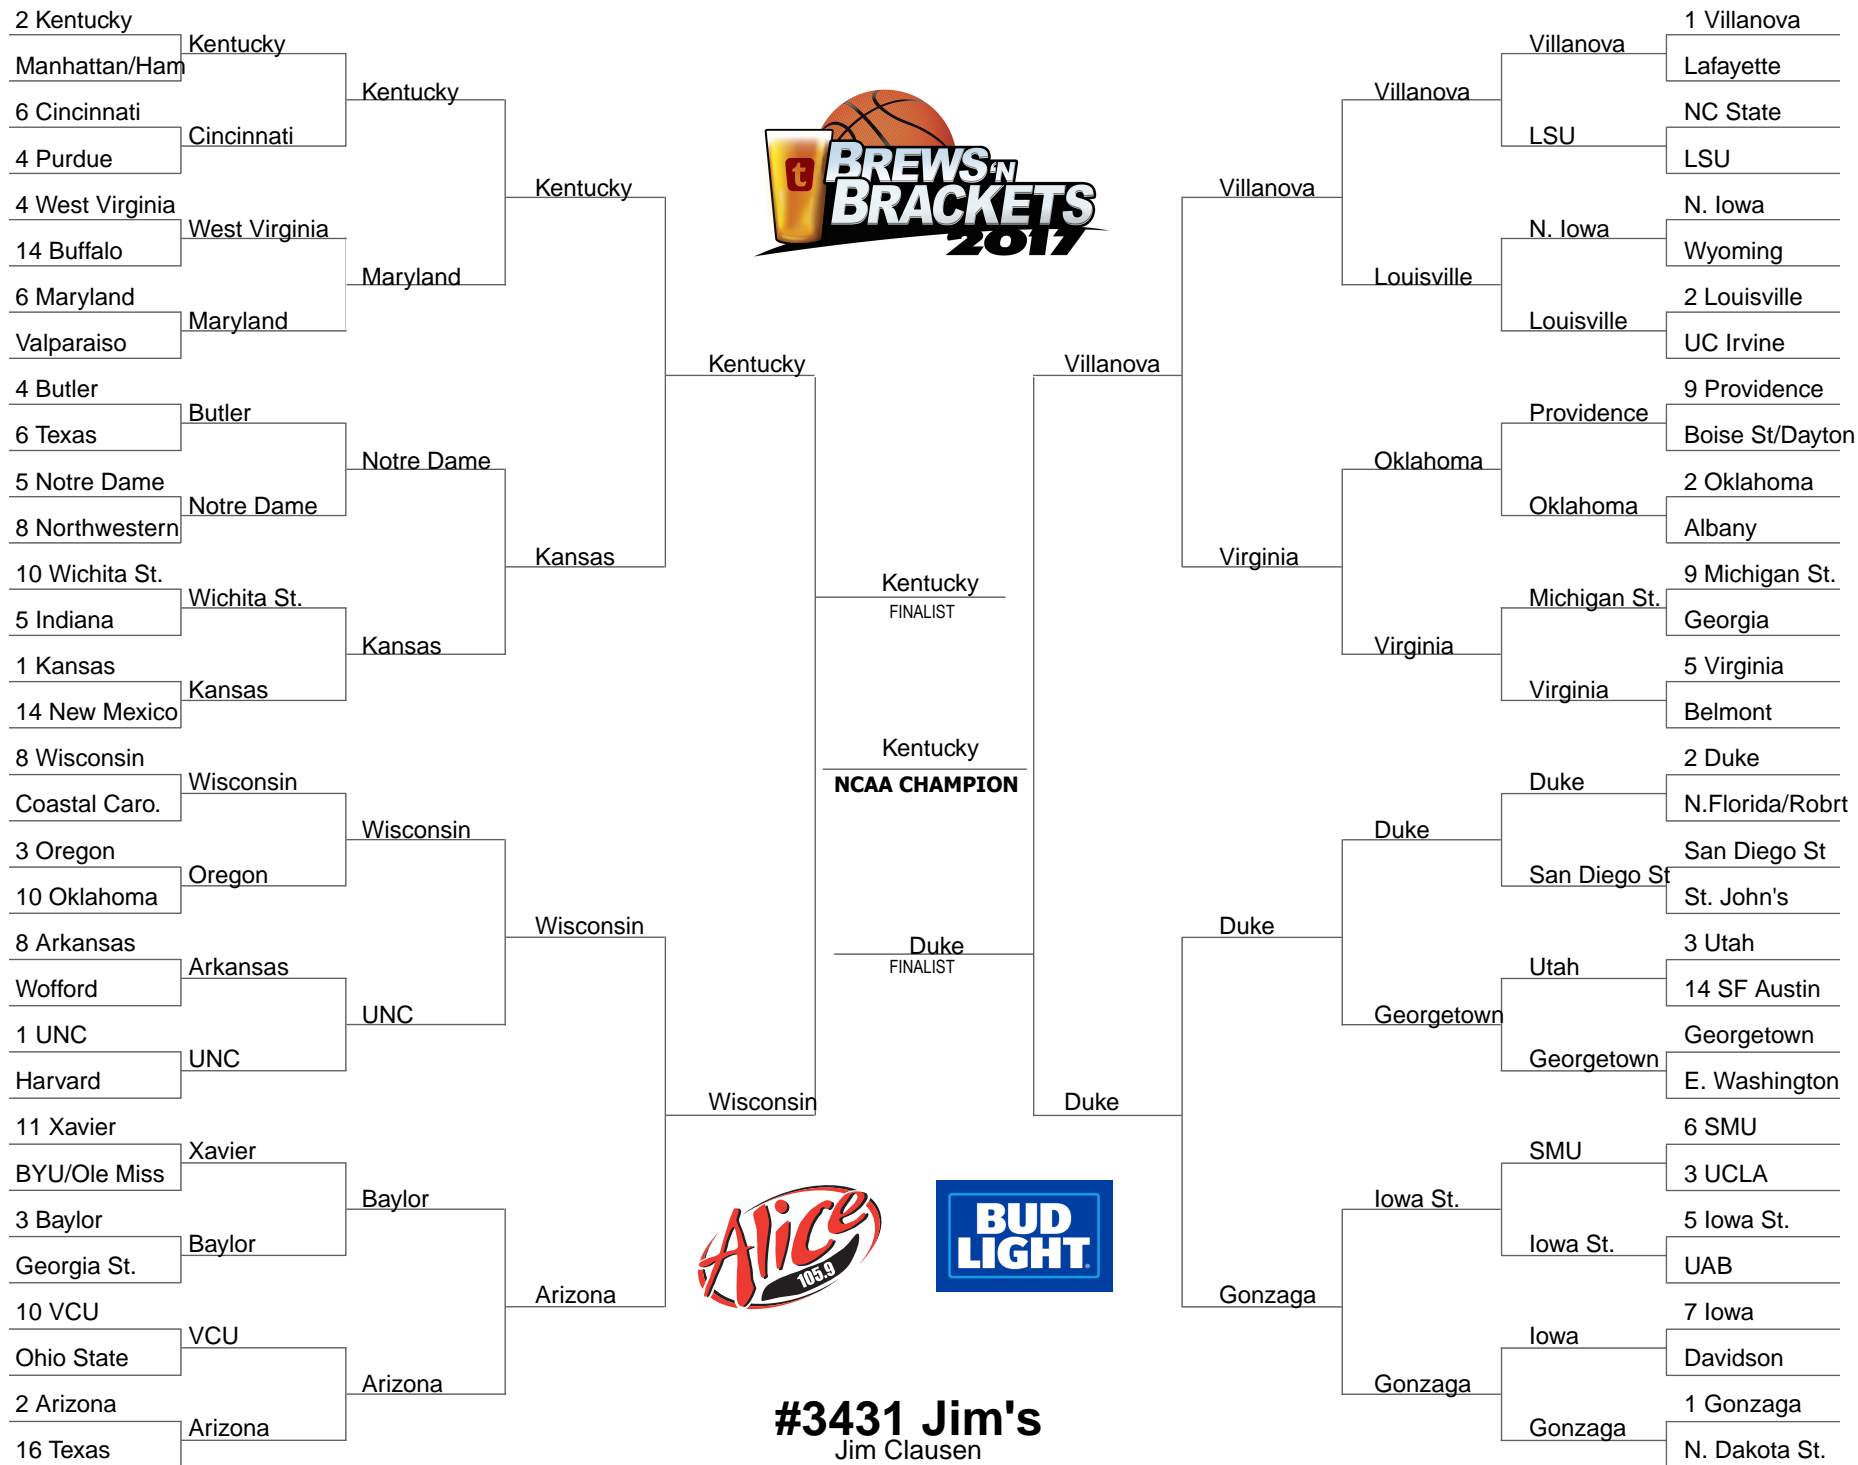 2 Kentucky
Manhattan/Ham
6 Cincinnati
4 Purdue
4 West Virginia
14 Buffalo
6 Maryland
Valparaiso
4 Butler
6 Texas
5 Notre Dame
8 Northwestern
10 Wichita St.
5 Indiana
1 Kansas
14 New Mexico
8 Wisconsin
Coastal Caro.
3 Oregon
10 Oklahoma
8 Arkansas
Wofford
1 UNC
Harvard
11 Xavier
BYU/Ole Miss
3 Baylor
Georgia St.
10 VCU
Ohio State
2 Arizona
16 Texas
Kentucky
Cincinnati
West Virginia
Maryland
Butler
Notre Dame
Wichita St.
Kansas
Wisconsin
Oregon
Arkansas
UNC
Xavier
Baylor
VCU
Arizona
Kentucky
Maryland
Notre Dame
Kansas
Wisconsin
UNC
Baylor
Arizona
Kentucky
Kansas
Wisconsin
Arizona
Kentucky
Wisconsin
t
BREWS 'N
BRACKETS
2017
Kentucky
FINALIST
Kentucky
NCAA CHAMPION
Duke
FINALIST
Alice
105.9
BUD
LIGHT
#3431 Jim's
Jim Clausen
Villanova
Duke
Villanova
Virginia
Duke
Gonzaga
Villanova
Louisville
Oklahoma
Virginia
Duke
Georgetown
Iowa St.
Gonzaga
Villanova
LSU
N. Iowa
Louisville
Providence
Oklahoma
Michigan St.
Virginia
Duke
San Diego St
Utah
Georgetown
SMU
Iowa St.
Iowa
Gonzaga
1 Villanova
Lafayette
NC State
LSU
N. Iowa
Wyoming
2 Louisville
UC Irvine
9 Providence
Boise St/Dayton
2 Oklahoma
Albany
9 Michigan St.
Georgia
5 Virginia
Belmont
2 Duke
N.Florida/Robrt
San Diego St
St. John's
3 Utah
14 SF Austin
Georgetown
E. Washington
6 SMU
3 UCLA
5 Iowa St.
UAB
7 Iowa
Davidson
1 Gonzaga
N. Dakota St.